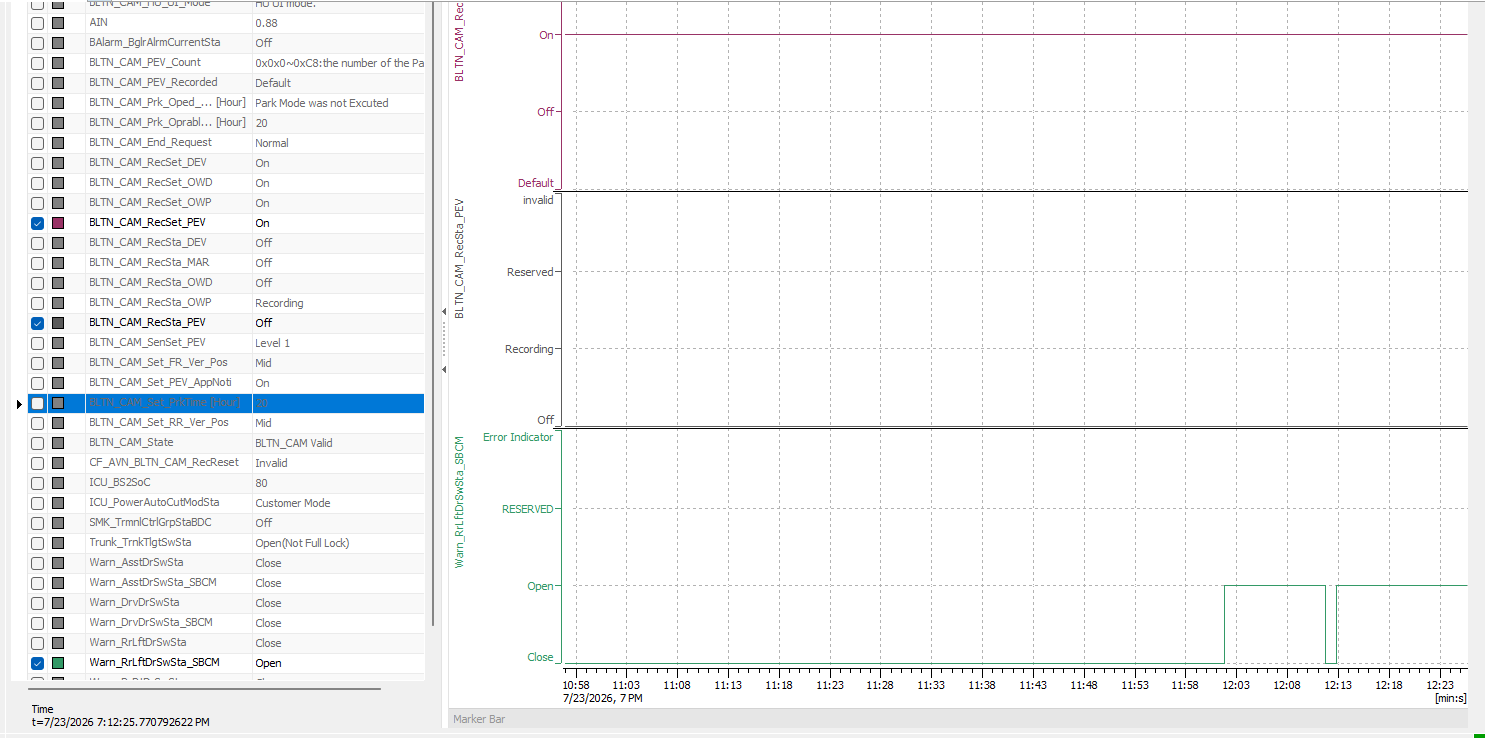 BLTN_CAM_HU_UI_Mode HU UI mode.
AIN 0.88
BAlarm_BglrAlrmCurrentSta Off
BLTN_CAM_PEV_Count 0x0x0~0xC8:the number of the Pa
BLTN_CAM_PEV_Recorded Default
BLTN_CAM_Prk_Oped_... [Hour] Park Mode was not Excuted
BLTN_CAM_Prk_Oprabl... [Hour] 20
BLTN_CAM_End_Request Normal
BLTN_CAM_RecSet_DEV On
BLTN_CAM_RecSet_OWD On
BLTN_CAM_RecSet_OWP On
BLTN_CAM_RecSet_PEV On
BLTN_CAM_RecSta_DEV Off
BLTN_CAM_RecSta_MAR Off
BLTN_CAM_RecSta_OWD Off
BLTN_CAM_RecSta_OWP Recording
BLTN_CAM_RecSta_PEV Off
BLTN_CAM_SenSet_PEV Level 1
BLTN_CAM_Set_FR_Ver_Pos Mid
BLTN_CAM_Set_PEV_AppNoti On
BLTN_CAM_Set_PrkTime [Hour] 20
BLTN_CAM_Set_RR_Ver_Pos Mid
BLTN_CAM_State BLTN_CAM Valid
CF_AVN_BLTN_CAM_RecReset Invalid
ICU_BS2SoC 80
ICU_PowerAutoCutModSta Customer Mode
SMK_TrmnlCtrlGrpStaBDC Off
Trunk_TrnkTlgtSwSta Open(Not Full Lock)
Warn_AsstDrSwSta Close
Warn_AsstDrSwSta_SBCM Close
Warn_DrvDrSwSta Close
Warn_DrvDrSwSta_SBCM Close
Warn_RrLftDrSwSta Close
Warn_RrLftDrSwSta_SBCM Open
Time
t=7/23/2026 7:12:25.770792622 PM
BLTN_CAM_Rec
On
Off
Default
BLTN_CAM_RecSta_PEV
invalid
Reserved
Recording
Off
Warn_RrLftDrSwSta_SBCM
Error Indicator
RESERVED
Open
Close
10:58 11:03 11:08 11:13 11:18 11:23 11:28 11:33 11:38 11:43 11:48 11:53 11:58 12:03 12:08 12:13 12:18 12:23
7/23/2026, 7 PM [min:s]
Marker Bar